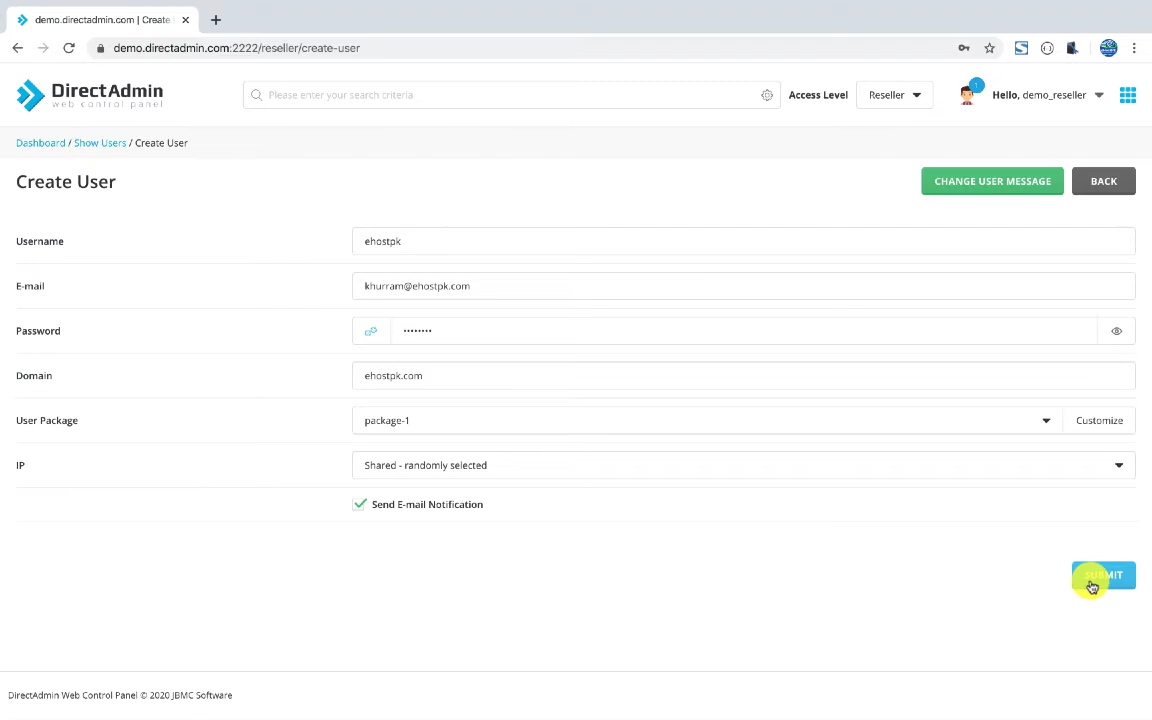 demo.directadmin.com | Create
demo.directadmin.com:2222/reseller/create-user
DirectAdmin
web control panel
Please enter your search criteria
Access Level
Reseller
1
Hello, demo_reseller
Dashboard / Show Users / Create User
Create User
CHANGE USER MESSAGE
BACK
Username
ehostpk
E-mail
khurram@ehostpk.com
Password
••••••••
Domain
ehostpk.com
User Package
package-1
Customize
IP
Shared - randomly selected
Send E-mail Notification
SUBMIT
DirectAdmin Web Control Panel © 2020 JBMC Software